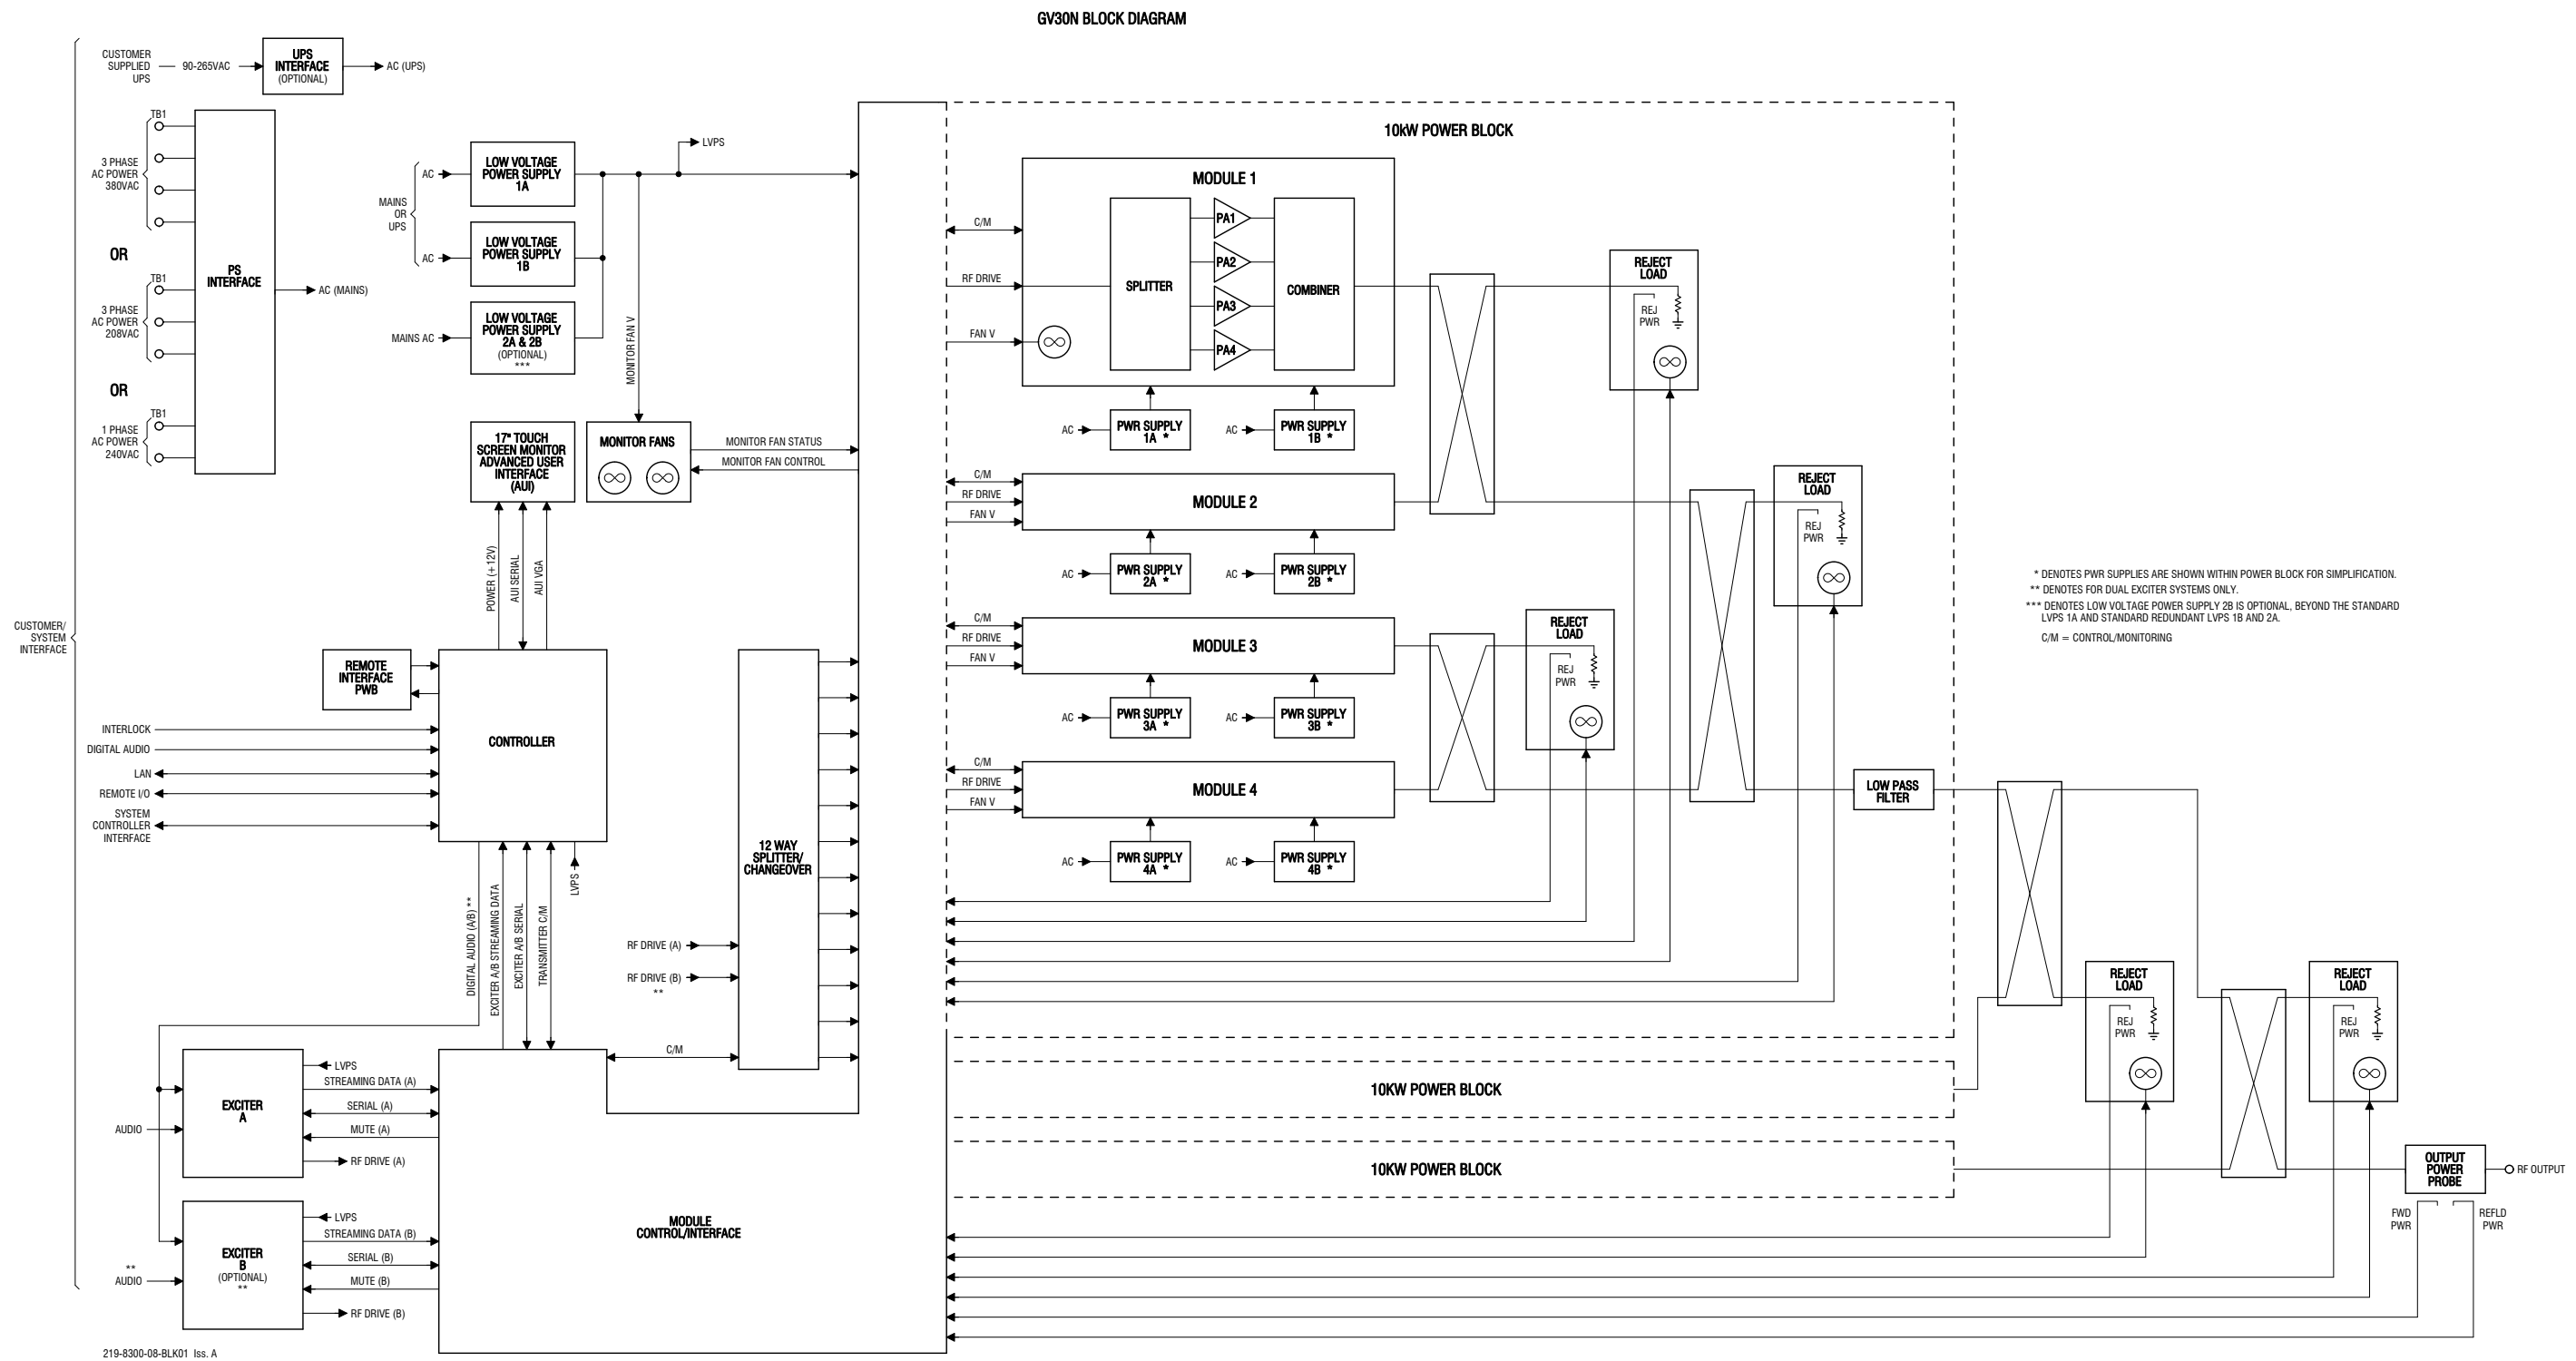 GV30N BLOCK DIAGRAM
CUSTOMER
SUPPLIED
UPS
90-265VAC
UPS
INTERFACE
(OPTIONAL)
AC (UPS)
TB1
3 PHASE
AC POWER
380VAC
OR
TB1
3 PHASE
AC POWER
208VAC
OR
TB1
1 PHASE
AC POWER
240VAC
PS
INTERFACE
AC (MAINS)
MAINS
OR
UPS
AC
LOW VOLTAGE
POWER SUPPLY
1A
AC
LOW VOLTAGE
POWER SUPPLY
1B
MAINS AC
LOW VOLTAGE
POWER SUPPLY
2A & 2B
(OPTIONAL)
***
LVPS
MONITOR FAN V
17" TOUCH
SCREEN MONITOR
ADVANCED USER
INTERFACE
(AUI)
MONITOR FANS
MONITOR FAN STATUS
MONITOR FAN CONTROL
POWER (+12V)
AUI SERIAL
AUI VGA
CUSTOMER/
SYSTEM
INTERFACE
REMOTE
INTERFACE
PWB
INTERLOCK
DIGITAL AUDIO
LAN
REMOTE I/O
SYSTEM
CONTROLLER
INTERFACE
CONTROLLER
DIGITAL AUDIO (A/B) **
EXCITER A/B STREAMING DATA
EXCITER A/B SERIAL
TRANSMITTER C/M
LVPS
12 WAY
SPLITTER/
CHANGEOVER
RF DRIVE (A)
RF DRIVE (B)
**
C/M
EXCITER
A
AUDIO
LVPS
STREAMING DATA (A)
SERIAL (A)
MUTE (A)
RF DRIVE (A)
EXCITER
B
(OPTIONAL)
**
**
AUDIO
LVPS
STREAMING DATA (B)
SERIAL (B)
MUTE (B)
RF DRIVE (B)
MODULE
CONTROL/INTERFACE
10kW POWER BLOCK
MODULE 1
C/M
RF DRIVE
FAN V
SPLITTER
PA1
PA2
PA3
PA4
COMBINER
AC
PWR SUPPLY
1A *
AC
PWR SUPPLY
1B *
C/M
RF DRIVE
FAN V
MODULE 2
AC
PWR SUPPLY
2A *
AC
PWR SUPPLY
2B *
C/M
RF DRIVE
FAN V
MODULE 3
AC
PWR SUPPLY
3A *
AC
PWR SUPPLY
3B *
C/M
RF DRIVE
FAN V
MODULE 4
AC
PWR SUPPLY
4A *
AC
PWR SUPPLY
4B *
REJECT
LOAD
REJ
PWR
REJECT
LOAD
REJ
PWR
REJECT
LOAD
REJ
PWR
LOW PASS
FILTER
* DENOTES PWR SUPPLIES ARE SHOWN WITHIN POWER BLOCK FOR SIMPLIFICATION.
** DENOTES FOR DUAL EXCITER SYSTEMS ONLY.
*** DENOTES LOW VOLTAGE POWER SUPPLY 2B IS OPTIONAL, BEYOND THE STANDARD
LVPS 1A AND STANDARD REDUNDANT LVPS 1B AND 2A.
C/M = CONTROL/MONITORING
10KW POWER BLOCK
10KW POWER BLOCK
REJECT
LOAD
REJ
PWR
REJECT
LOAD
REJ
PWR
OUTPUT
POWER
PROBE
RF OUTPUT
FWD
PWR
REFLD
PWR
219-8300-08-BLK01 Iss. A